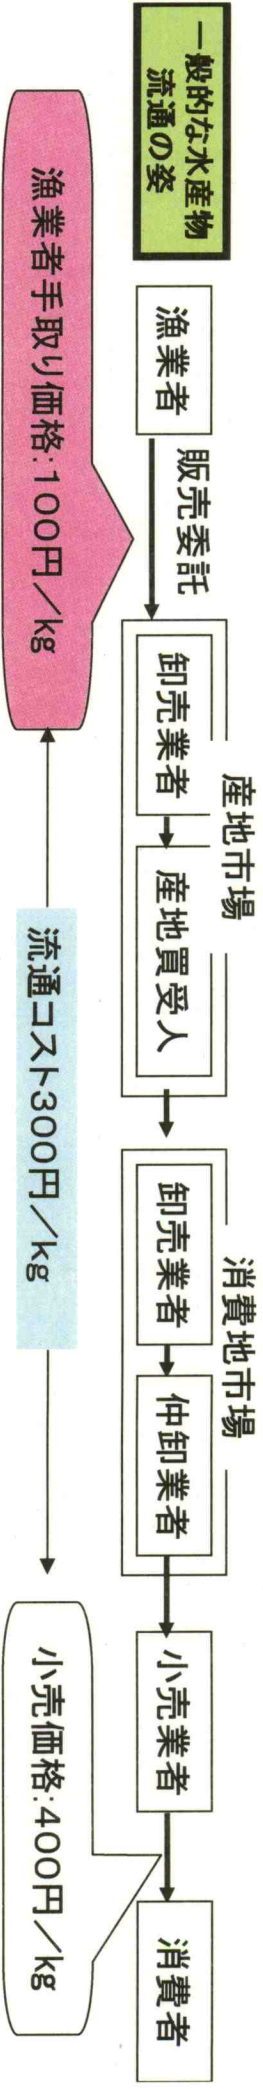 一般的な水産物
流通の姿
漁業者
販売委託
産地市場
卸売業者
産地買受人
消費地市場
卸売業者
仲卸業者
小売業者
消費者
漁業者手取り価格:100円/kg
流通コスト300円/kg
小売価格:400円/kg